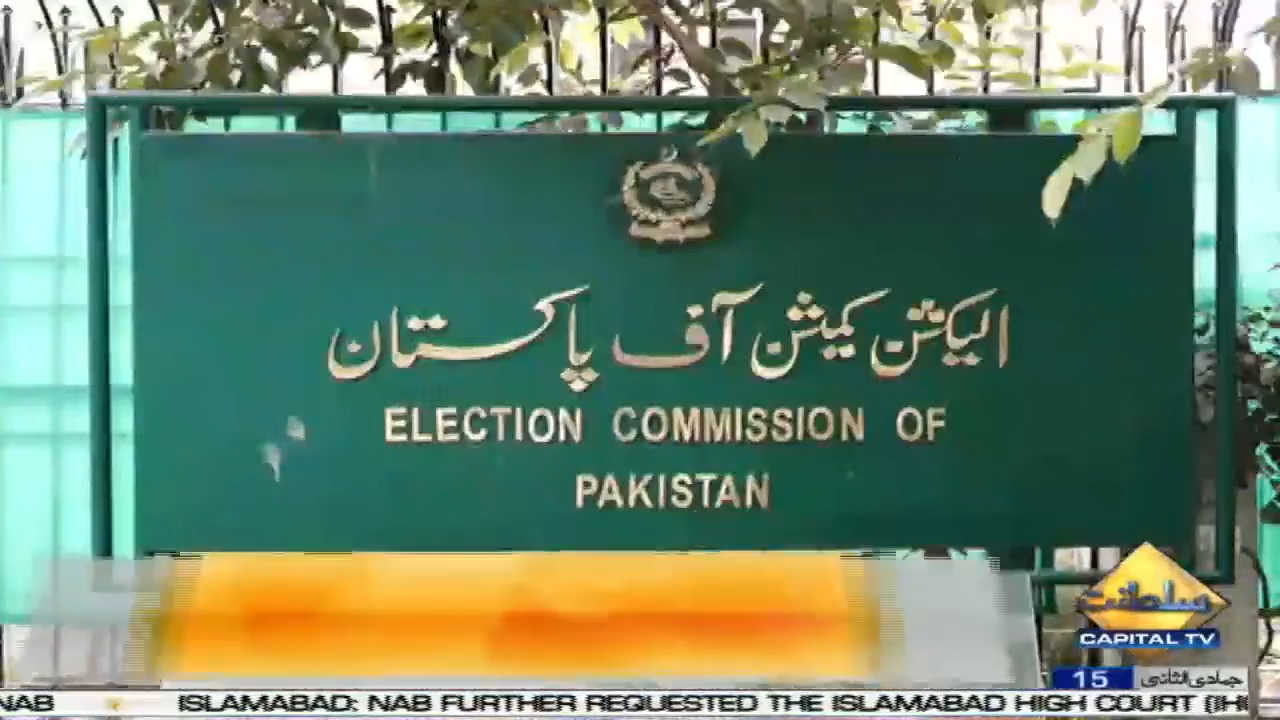 الیکشن کمیشن آف پاکستان
ELECTION COMMISSION OF
PAKISTAN
CAPITAL TV
15 جمادی الثانی
NAB
ISLAMABAD: NAB FURTHER REQUESTED THE ISLAMABAD HIGH COURT (IH